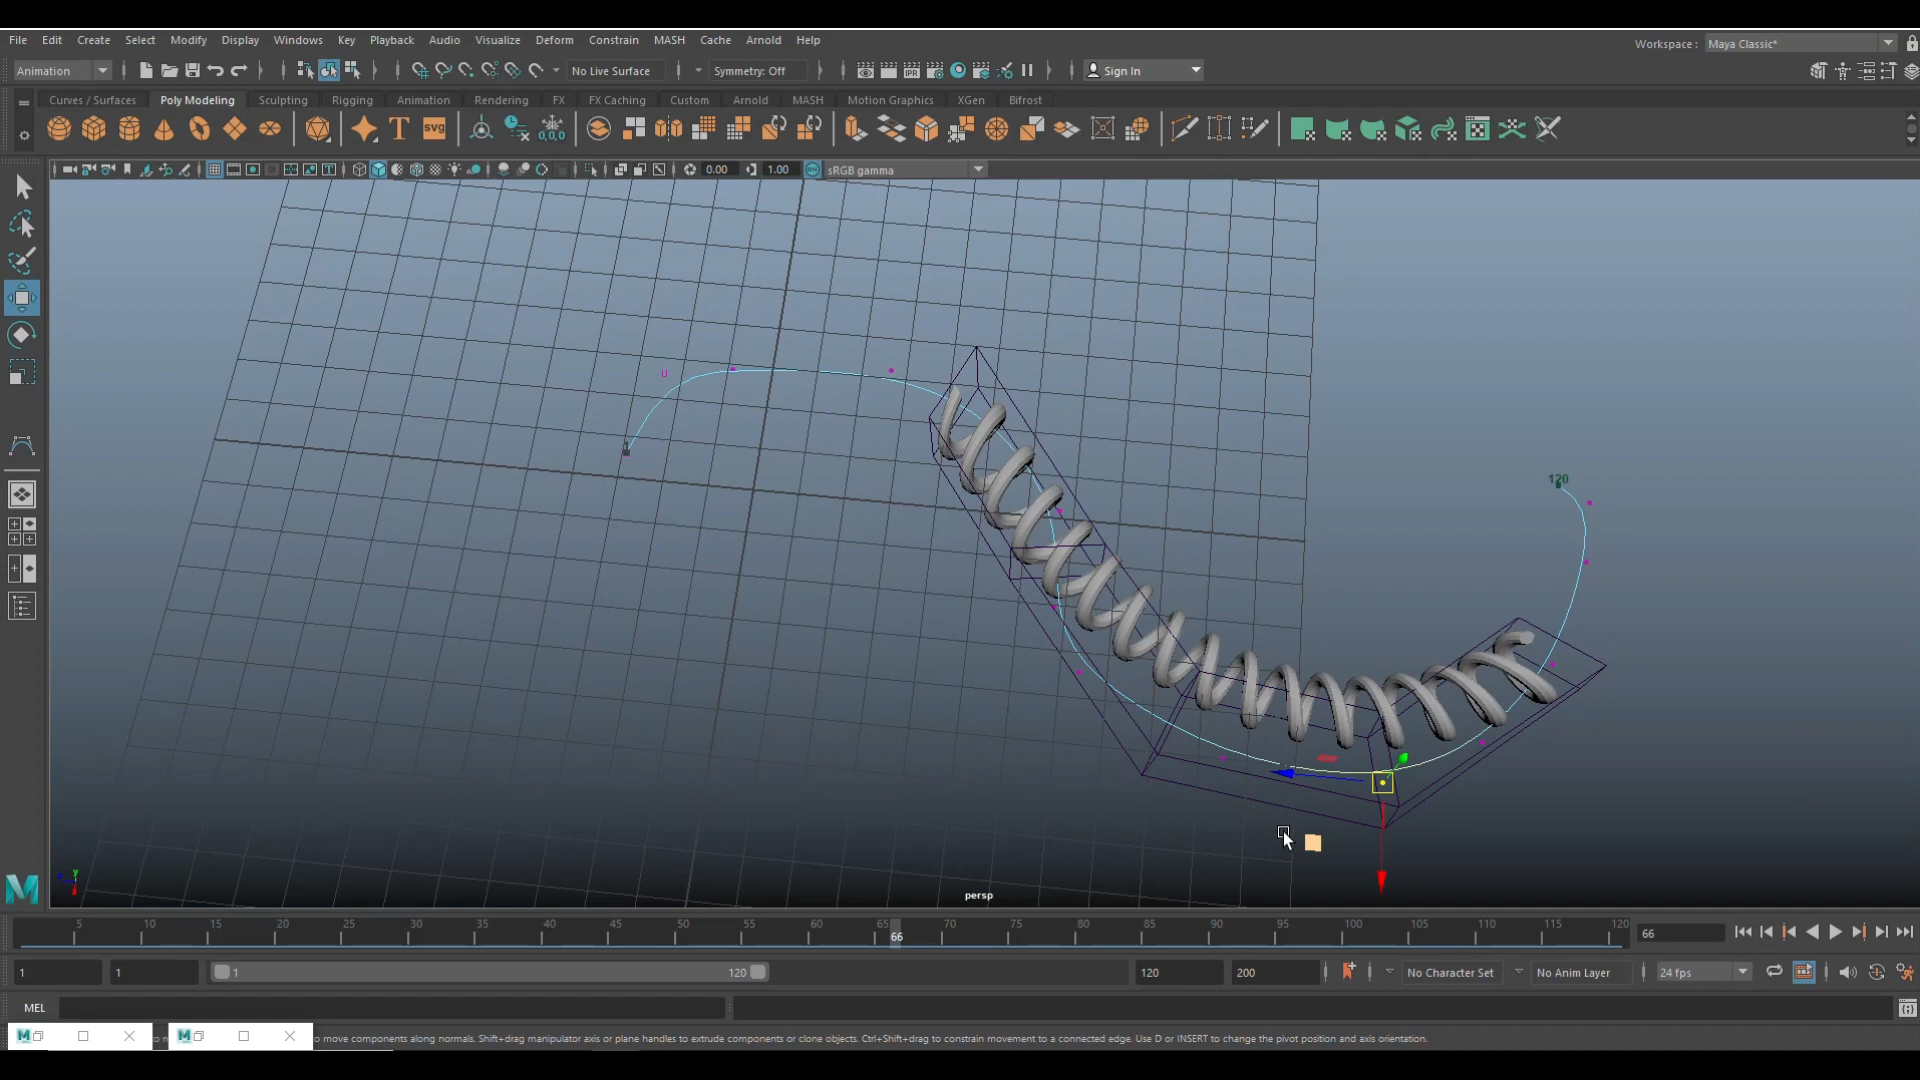 File Edit Create Select Modify Display Windows Key Playback Audio Visualize Deform Constrain MASH Cache Arnold Help
Workspace : Maya Classic*
Animation No Live Surface Symmetry: Off Sign In
Curves / Surfaces Poly Modeling Sculpting Rigging Animation Rendering FX FX Caching Custom Arnold MASH Motion Graphics XGen Bifrost
T svg 0,0,0
IPR 0.00 1.00 sRGB gamma
U
120
y
persp
5 10 15 20 25 30 35 40 45 50 55 60 65 70 75 80 85 90 95 100 105 110 115 120
66 66
1 1 1 120 120 200 No Character Set No Anim Layer 24 fps
MEL
M M to move components along normals. Shift+drag manipulator axis or plane handles to extrude components or clone objects. Ctrl+Shift+drag to constrain movement to a connected edge. Use D or INSERT to change the pivot position and axis orientation.